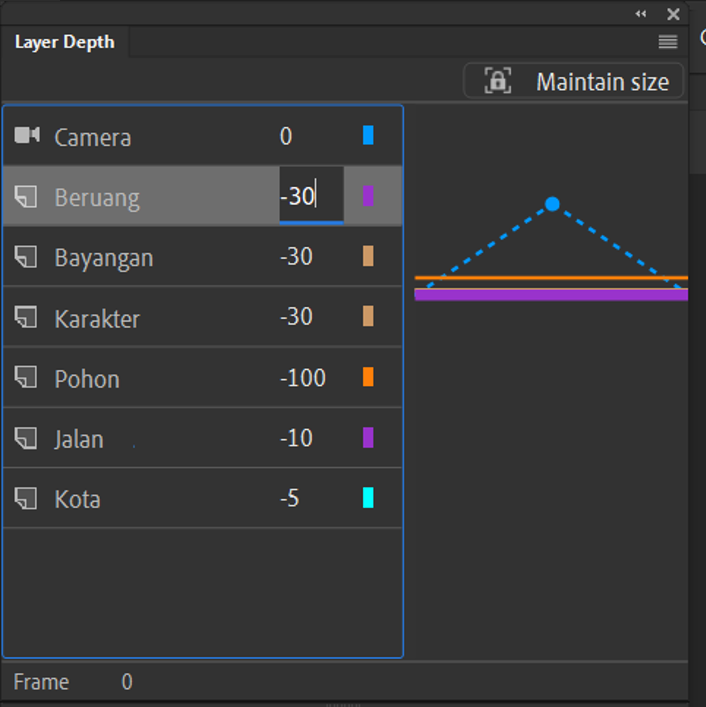 Layer Depth
Maintain size
Camera 0
Beruang -30
Bayangan -30
Karakter -30
Pohon -100
Jalan -10
Kota -5
Frame 0